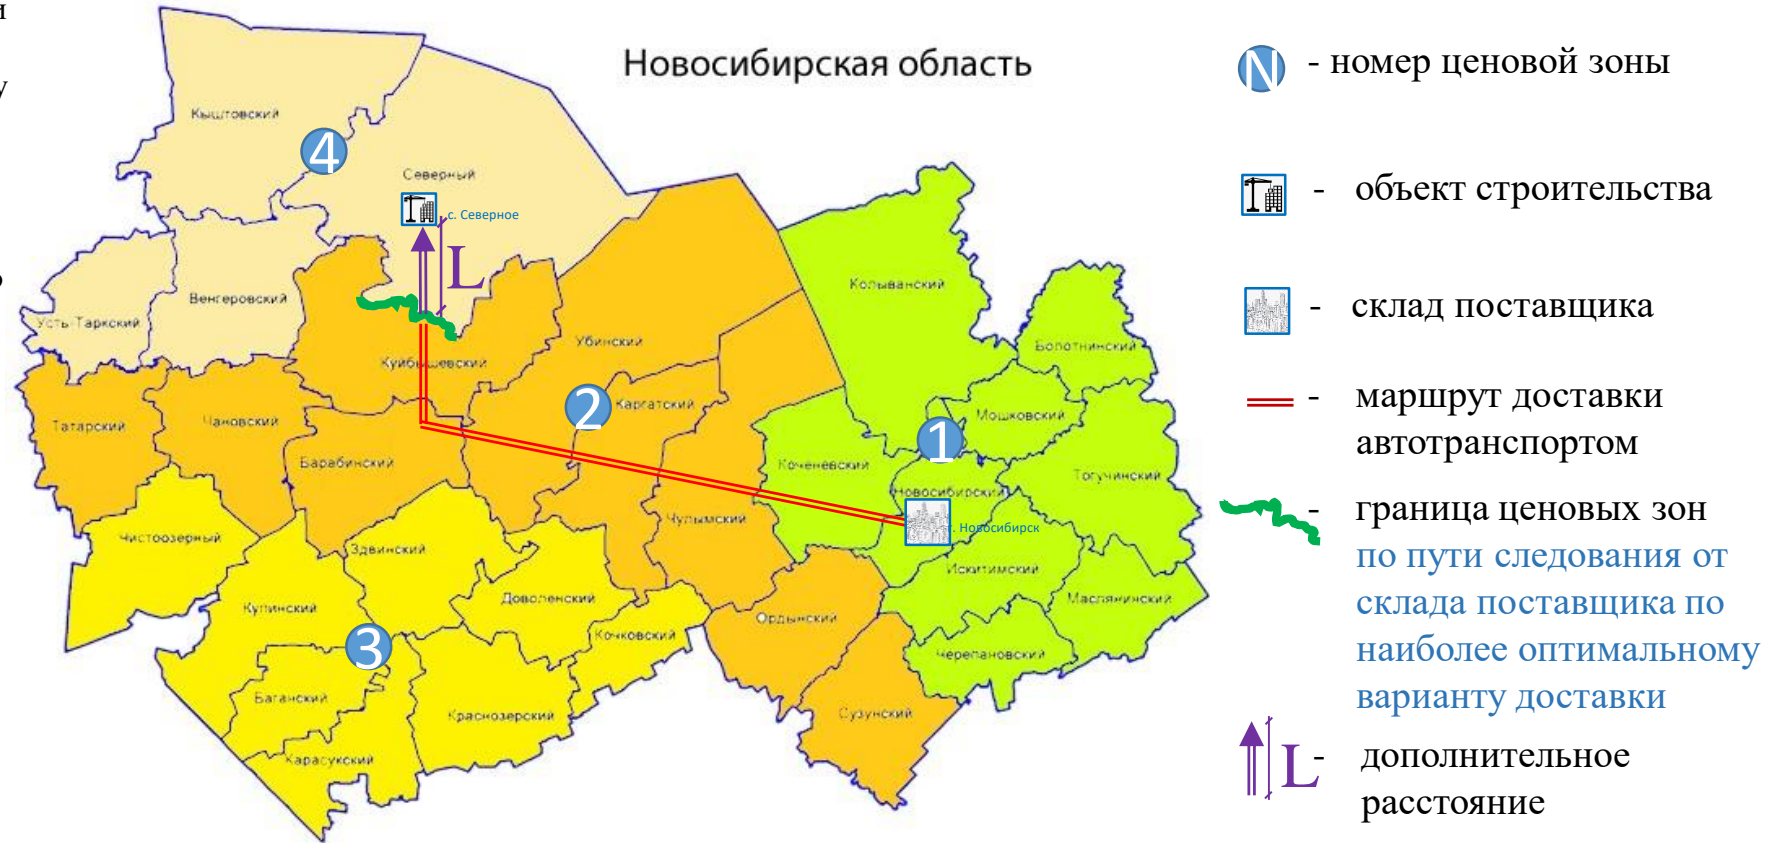 и
у
Новосибирская область
Кыштовский
4
Северный
с. Северное
L
Колыванский
Венгеровский
Усть-Таркский
Убинский
Болотнинский
Куйбышевский
2
Каргатский
Мошковский
Татарский
Чановский
1
Барабинский
Коченевский
Тогучинский
Новосибирский
Чулымский
. Новосибирск
Чистоозерный
Здвинский
Искитимский
Доволенский
Маслянинский
Купинский
Ордынский
Кочковский
3
Черепановский
Баганский
Краснозерский
Сузунский
Карасукский
N - номер ценовой зоны
- объект строительства
- склад поставщика
- маршрут доставки
автотранспортом
- граница ценовых зон
по пути следования от
склада поставщика по
наиболее оптимальному
варианту доставки
L - дополнительное
расстояние